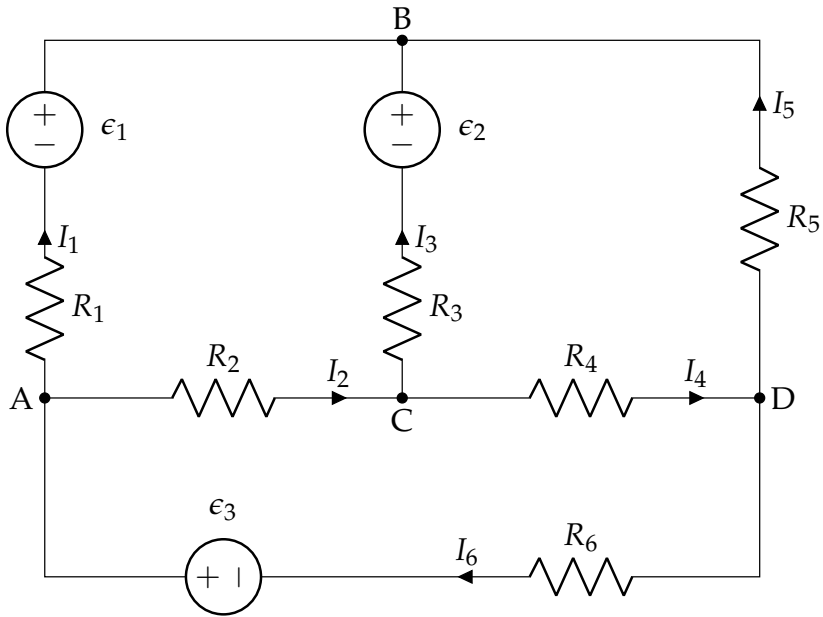 B
+
−
ϵ₁
+
−
ϵ₂
I₅
I₁
I₃
R₅
R₁
R₃
R₂
I₂
R₄
I₄
A
C
D
ϵ₃
I₆
R₆
+ −